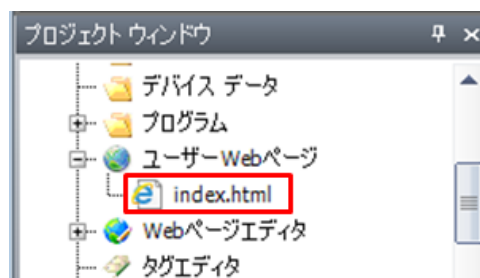 プロジェクト ウィンドウ
デバイス データ
プログラム
ユーザー Webページ
index.html
Webページエディタ
タグエディタ